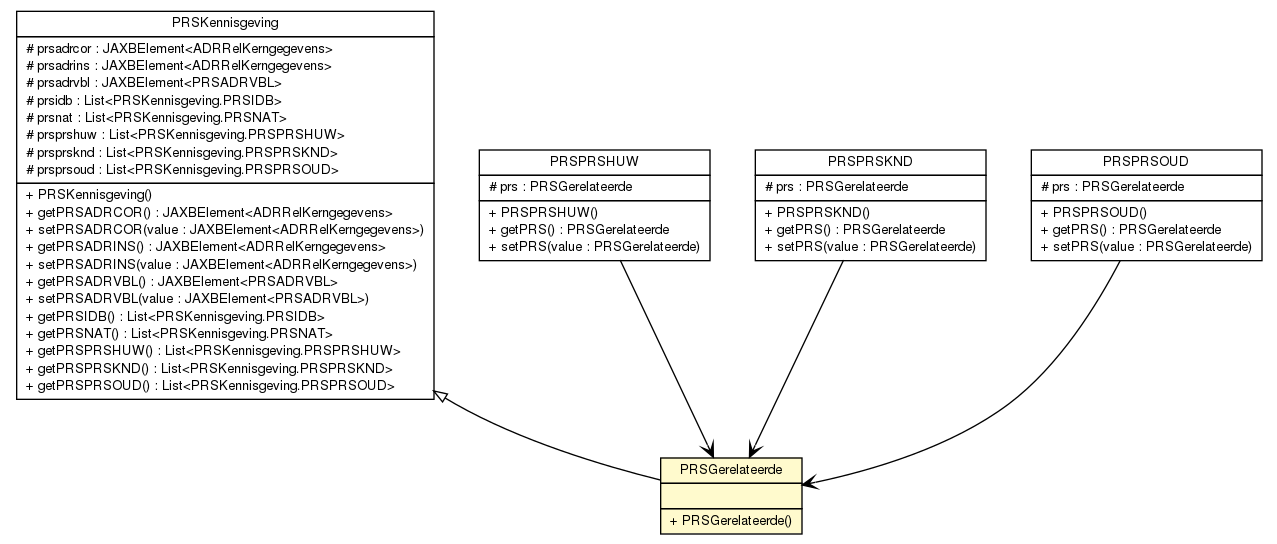 PRSKennisgeving
# prsadrcor : JAXBElement<ADRRelKerngegevens>
# prsadrins : JAXBElement<ADRRelKerngegevens>
# prsadrvbl : JAXBElement<PRSADRVBL>
# prsidb : List<PRSKennisgeving.PRSIDB>
# prsnat : List<PRSKennisgeving.PRSNAT>
# prsprshuw : List<PRSKennisgeving.PRSPRSHUW>
# prsprsknd : List<PRSKennisgeving.PRSPRSKND>
# prsprsoud : List<PRSKennisgeving.PRSPRSOUD>
+ PRSKennisgeving()
+ getPRSADRCOR() : JAXBElement<ADRRelKerngegevens>
+ setPRSADRCOR(value : JAXBElement<ADRRelKerngegevens>)
+ getPRSADRINS() : JAXBElement<ADRRelKerngegevens>
+ setPRSADRINS(value : JAXBElement<ADRRelKerngegevens>)
+ getPRSADRVBL() : JAXBElement<PRSADRVBL>
+ setPRSADRVBL(value : JAXBElement<PRSADRVBL>)
+ getPRSIDB() : List<PRSKennisgeving.PRSIDB>
+ getPRSNAT() : List<PRSKennisgeving.PRSNAT>
+ getPRSPRSHUW() : List<PRSKennisgeving.PRSPRSHUW>
+ getPRSPRSKND() : List<PRSKennisgeving.PRSPRSKND>
+ getPRSPRSOUD() : List<PRSKennisgeving.PRSPRSOUD>
PRSPRSHUW
# prs : PRSGerelateerde
+ PRSPRSHUW()
+ getPRS() : PRSGerelateerde
+ setPRS(value : PRSGerelateerde)
PRSPRSKND
# prs : PRSGerelateerde
+ PRSPRSKND()
+ getPRS() : PRSGerelateerde
+ setPRS(value : PRSGerelateerde)
PRSPRSOUD
# prs : PRSGerelateerde
+ PRSPRSOUD()
+ getPRS() : PRSGerelateerde
+ setPRS(value : PRSGerelateerde)
PRSGerelateerde
+ PRSGerelateerde()